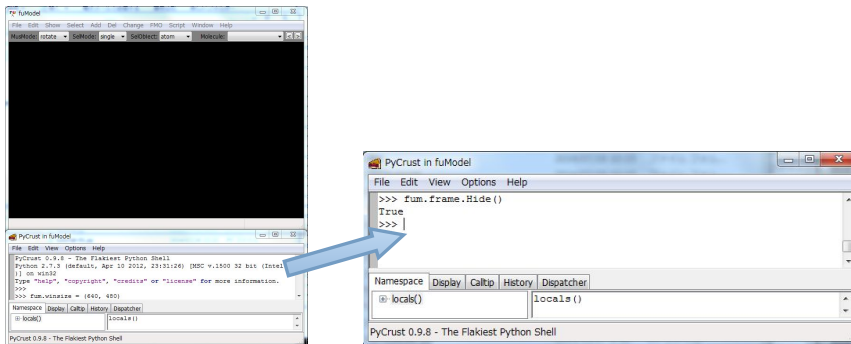 fuModel
File Edit Show Select Add Del Change FMO Script Window Help
MusMode: rotate SelMode: single SelObject: atom Molecule: < >
PyCrust in fuModel
File Edit View Options Help
PyCrust 0.9.8 - The Flakiest Python Shell
Python 2.7.3 (default, Apr 10 2012, 23:31:26) [MSC v.1500 32 bit (Intel
)] on win32
Type "help", "copyright", "credits" or "license" for more information.
>>>
>>> fum.winsize = (640, 480)
Namespace Display Calltip History Dispatcher
locals() locals()
PyCrust 0.9.8 - The Flakiest Python Shell
PyCrust in fuModel
File Edit View Options Help
>>> fum.frame.Hide()
True
>>>
Namespace Display Calltip History Dispatcher
locals() locals()
PyCrust 0.9.8 - The Flakiest Python Shell